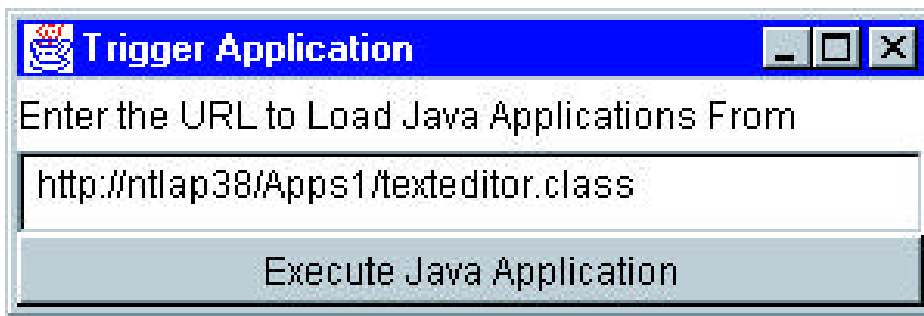 Trigger Application
Enter the URL to Load Java Applications From
http://ntlap38/Apps1/texteditor.class
Execute Java Application